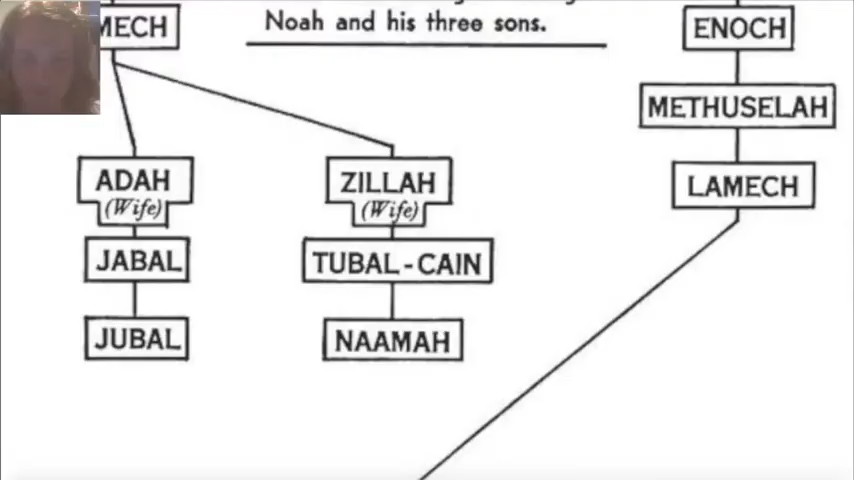 Noah and his three sons.
MECH
ENOCH
METHUSELAH
LAMECH
ADAH
(Wife)
ZILLAH
(Wife)
JABAL
TUBAL-CAIN
JUBAL
NAAMAH